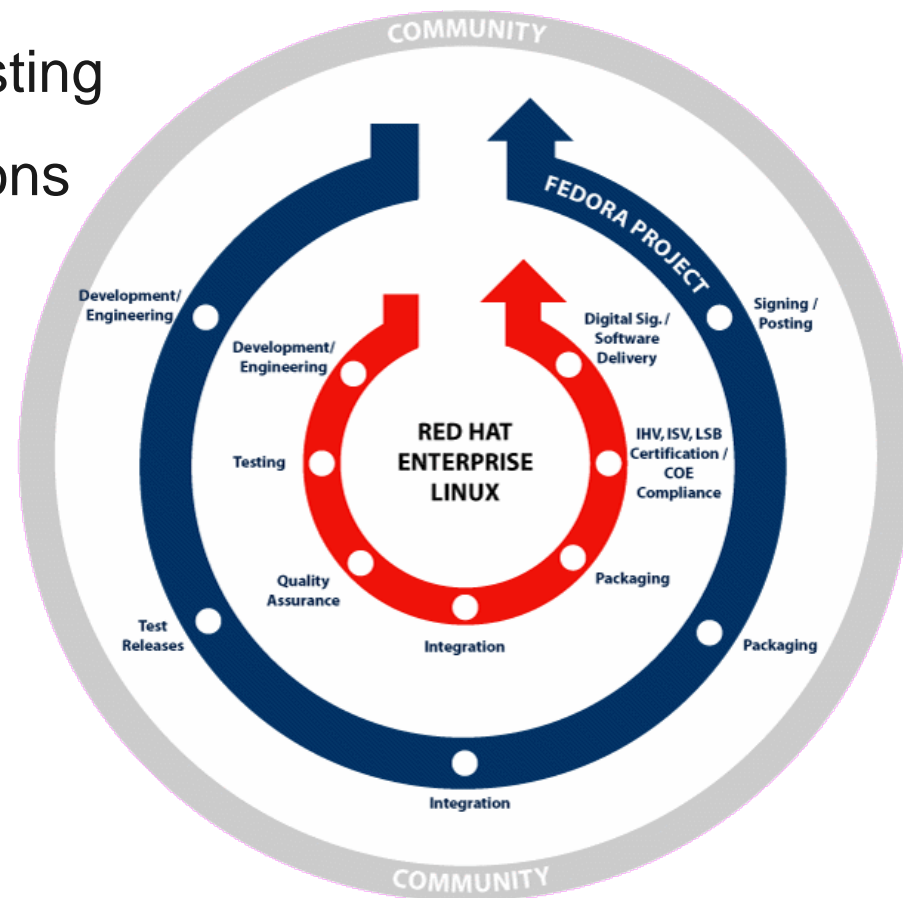 COMMUNITY
sting
ons
FEDORA PROJECT
Development/
Engineering
Signing /
Posting
Digital Sig. /
Software
Delivery
Development/
Engineering
RED HAT
ENTERPRISE
LINUX
IHV, ISV, LSB
Certification /
COE
Compliance
Testing
Quality
Assurance
Packaging
Integration
Test
Releases
Packaging
Integration
COMMUNITY